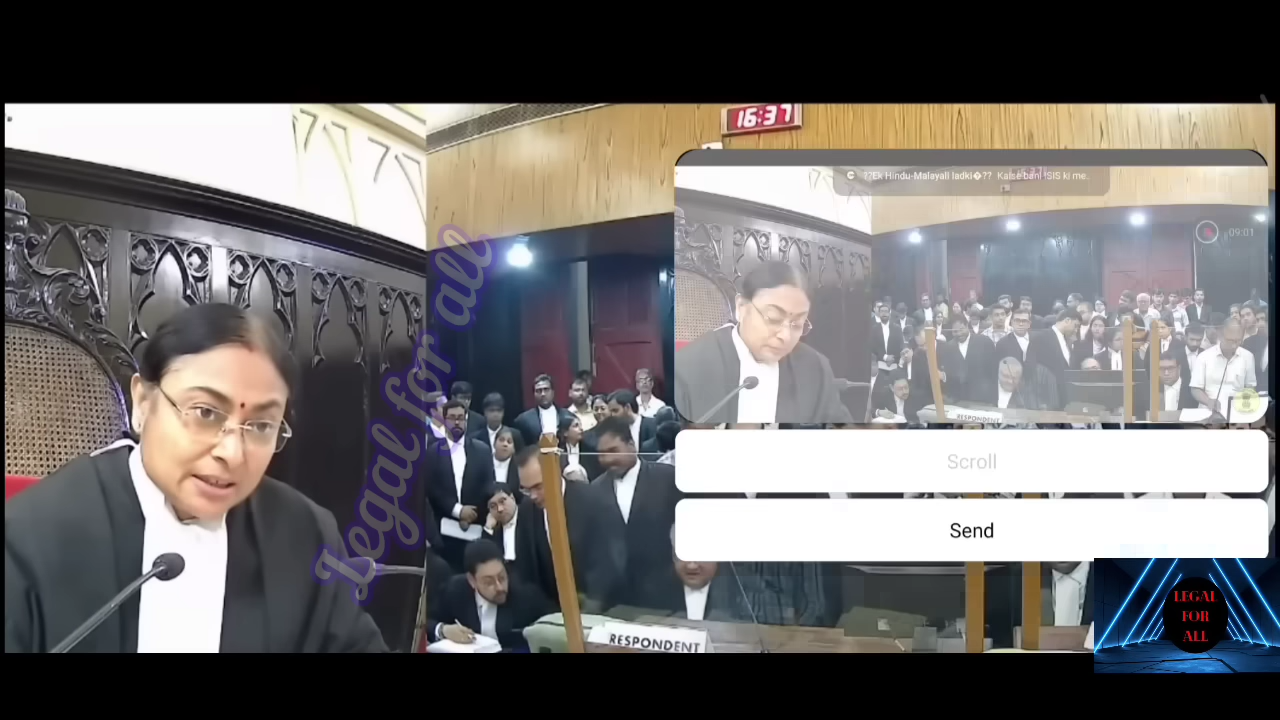 16:37
C ??Ek Hindu-Malayali ladki�?? Kaise bani ISIS ki me.
09:01
Legal for all
RESPONDENT
Scroll
Send
RESPONDENT
LEGAL
FOR
ALL